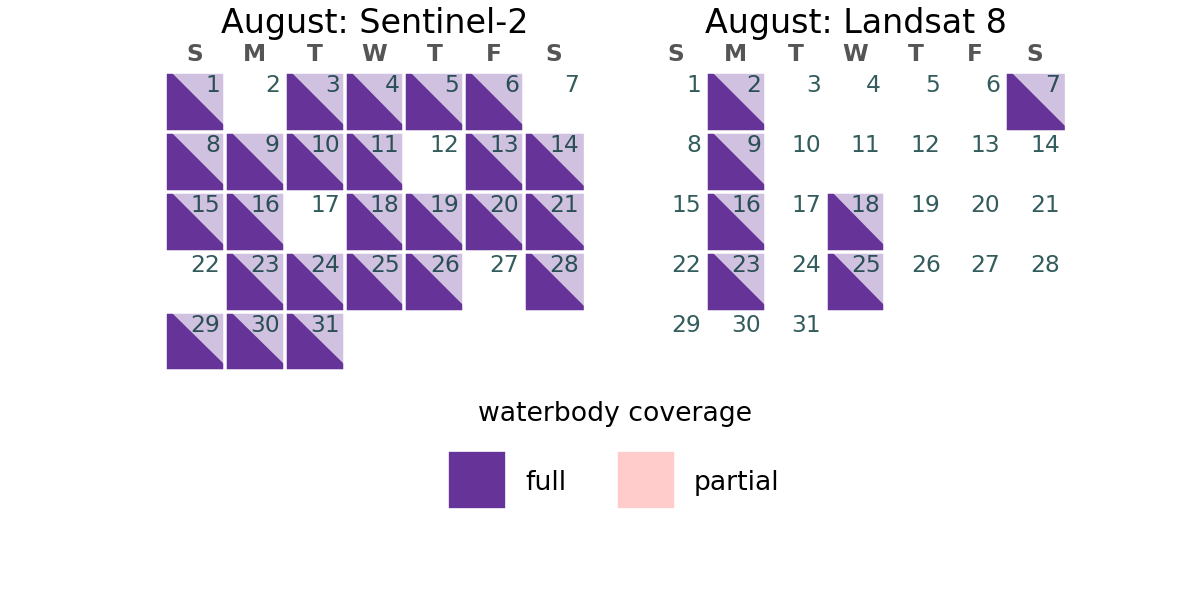 August: Sentinel-2
S M T W T F S
1 2 3 4 5 6 7
8 9 10 11 12 13 14
15 16 17 18 19 20 21
22 23 24 25 26 27 28
29 30 31
August: Landsat 8
S M T W T F S
1 2 3 4 5 6 7
8 9 10 11 12 13 14
15 16 17 18 19 20 21
22 23 24 25 26 27 28
29 30 31
waterbody coverage
full partial